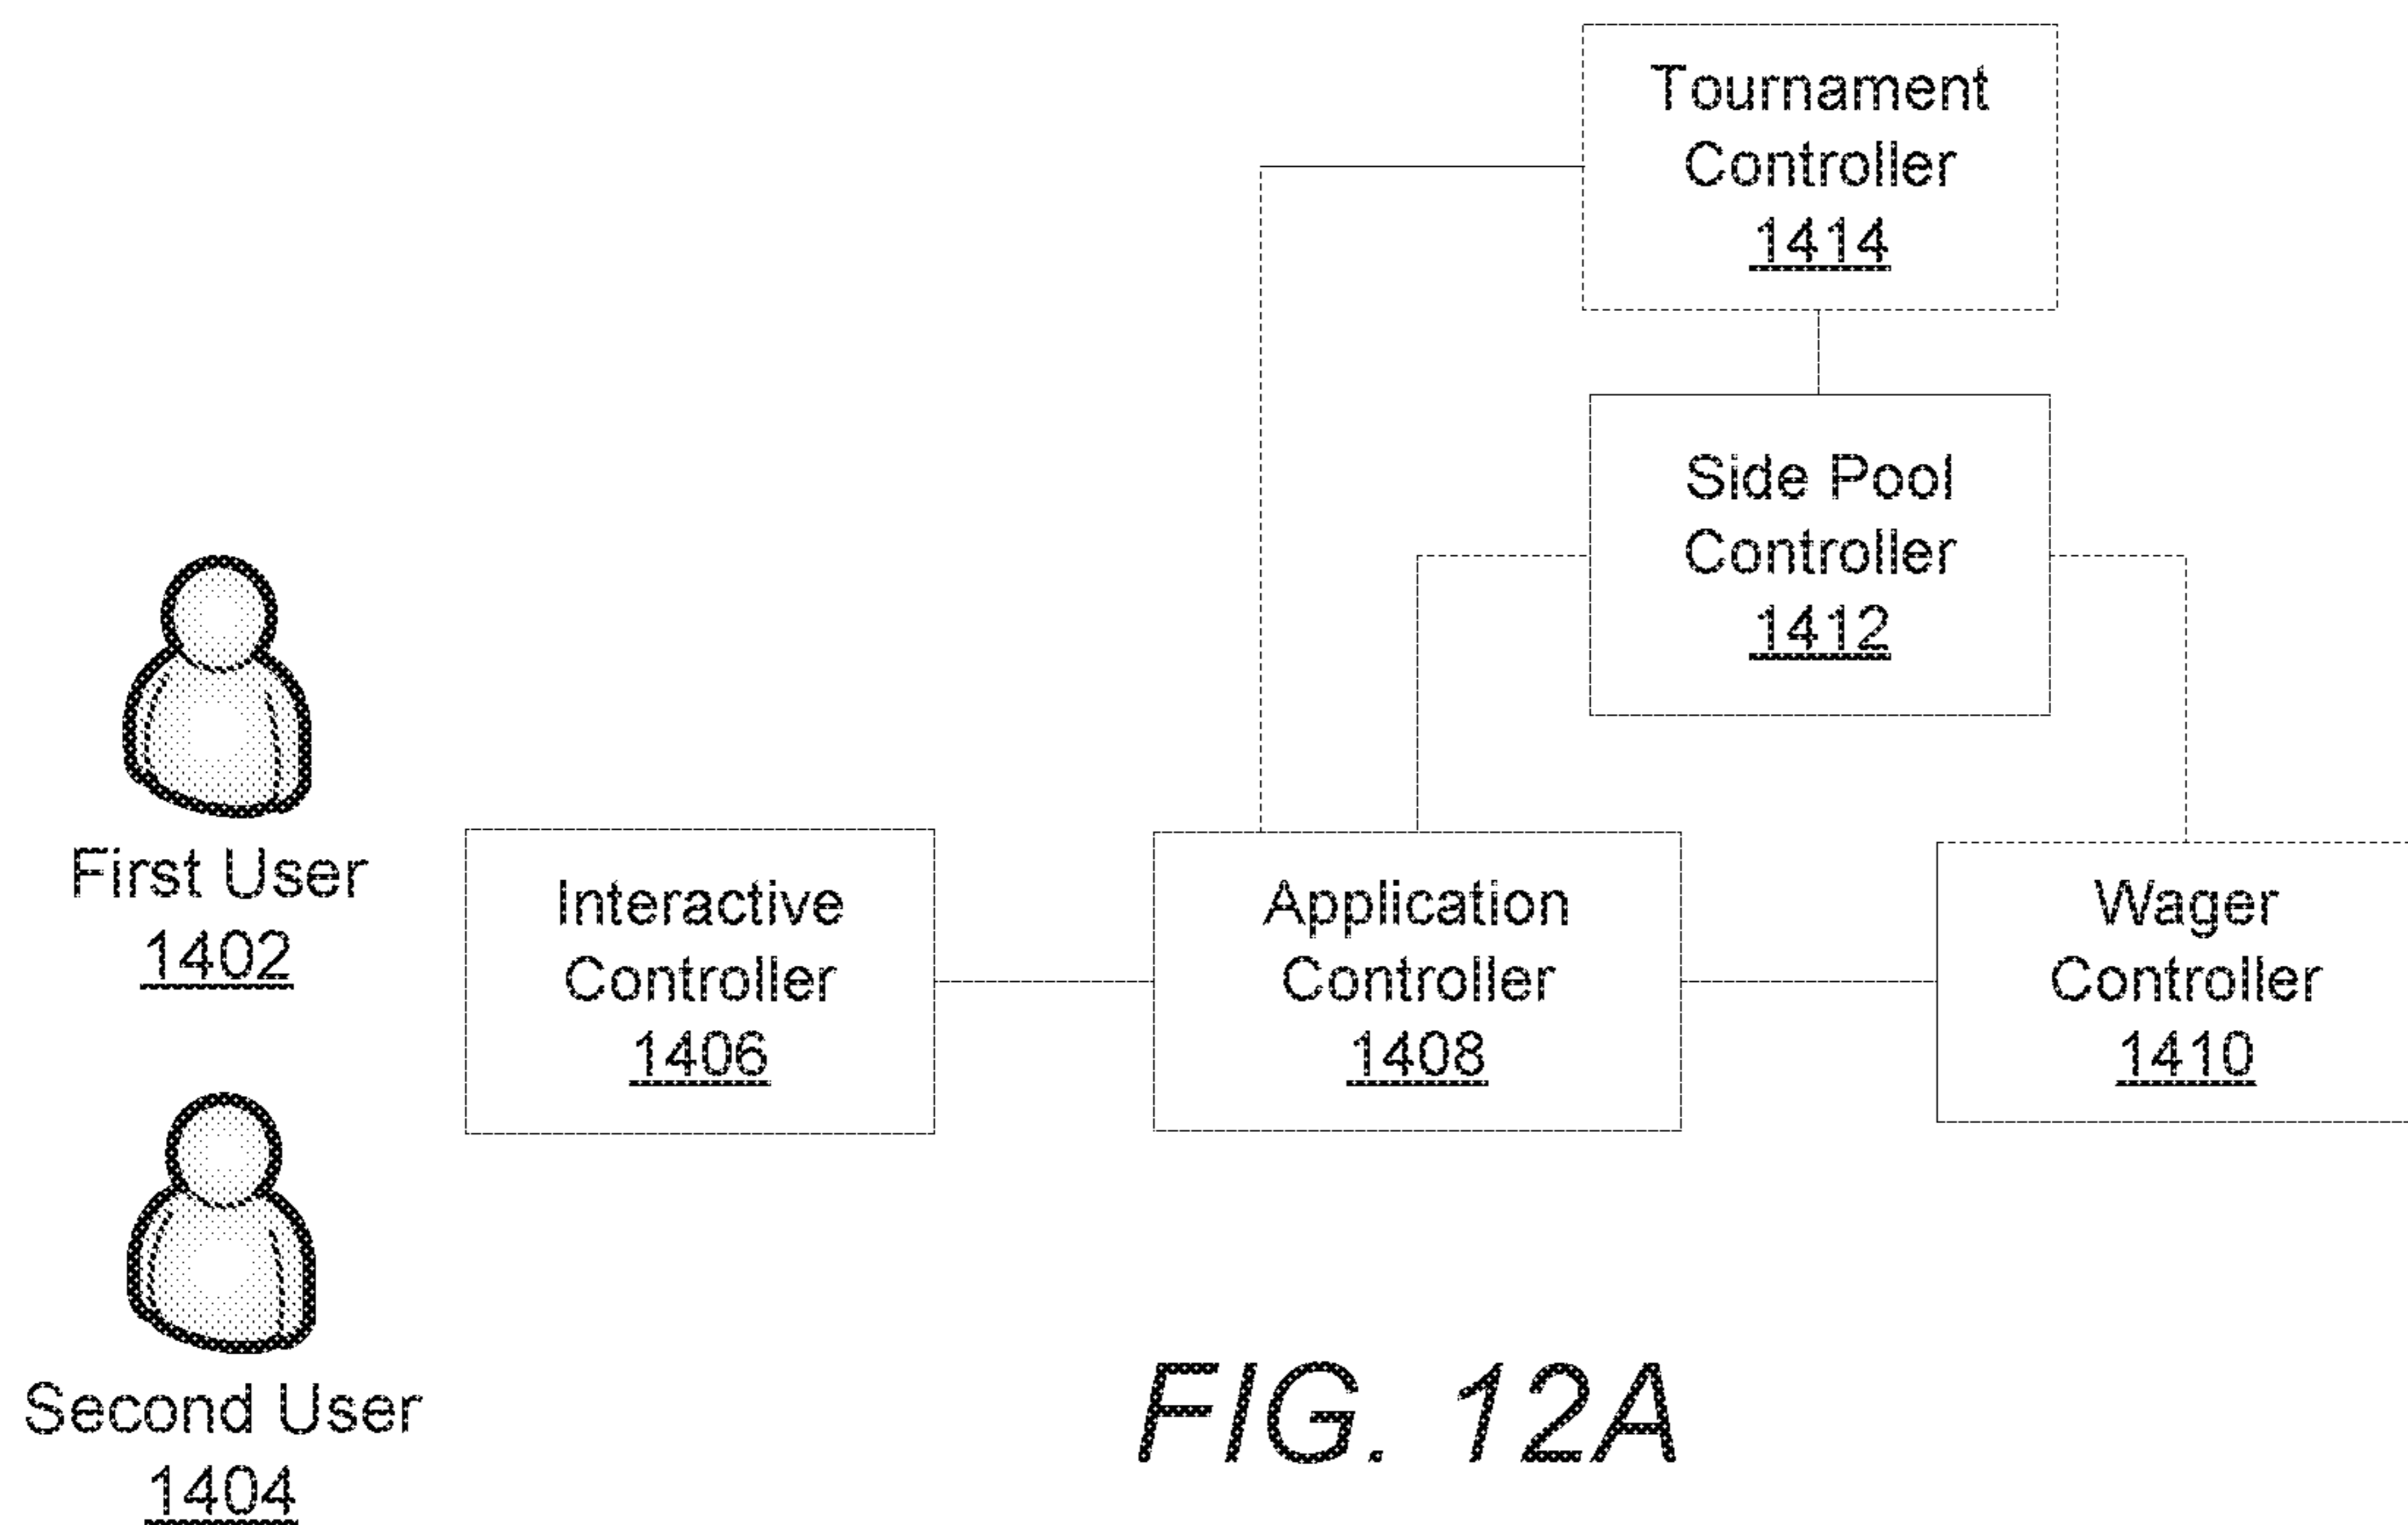 Tournament
Controller
1414
Side Pool
Controller
1412
First User
1402
Interactive
Controller
1406
Application
Controller
1408
Wager
Controller
1410
Second User
1404
FIG. 12A